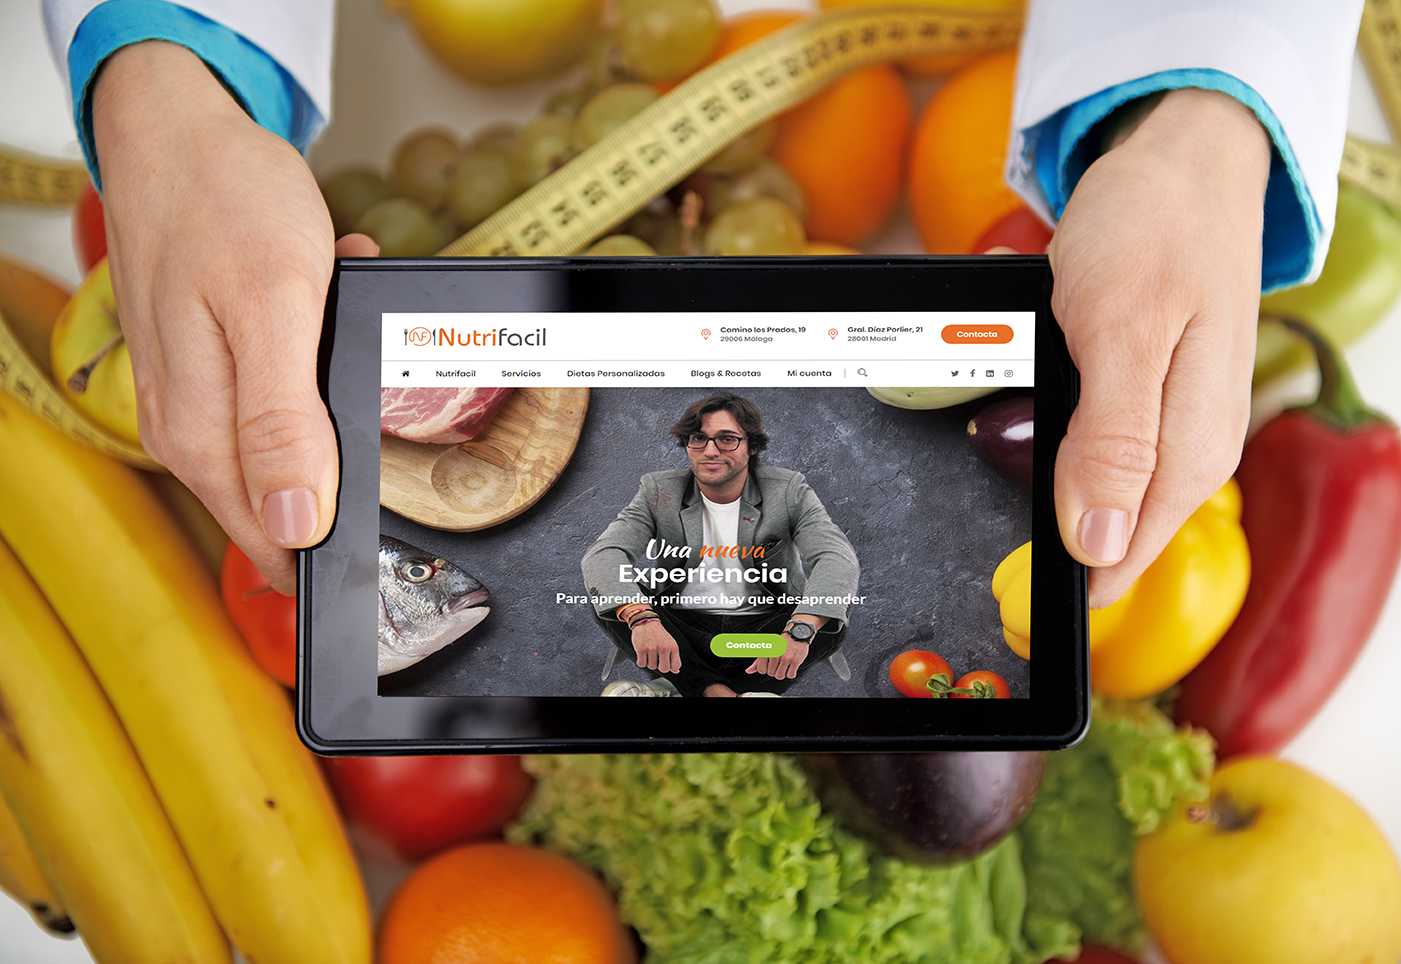 NF Nutrifacil
Camino los Prados, 19
29006 Málaga
Gral. Díaz Porlier, 21
28001 Madrid
Contacta
Nutrifacil
Servicios
Dietas Personalizadas
Blogs & Recetas
Mi cuenta
Una nueva
Experiencia
Para aprender, primero hay que desaprender
Contacta